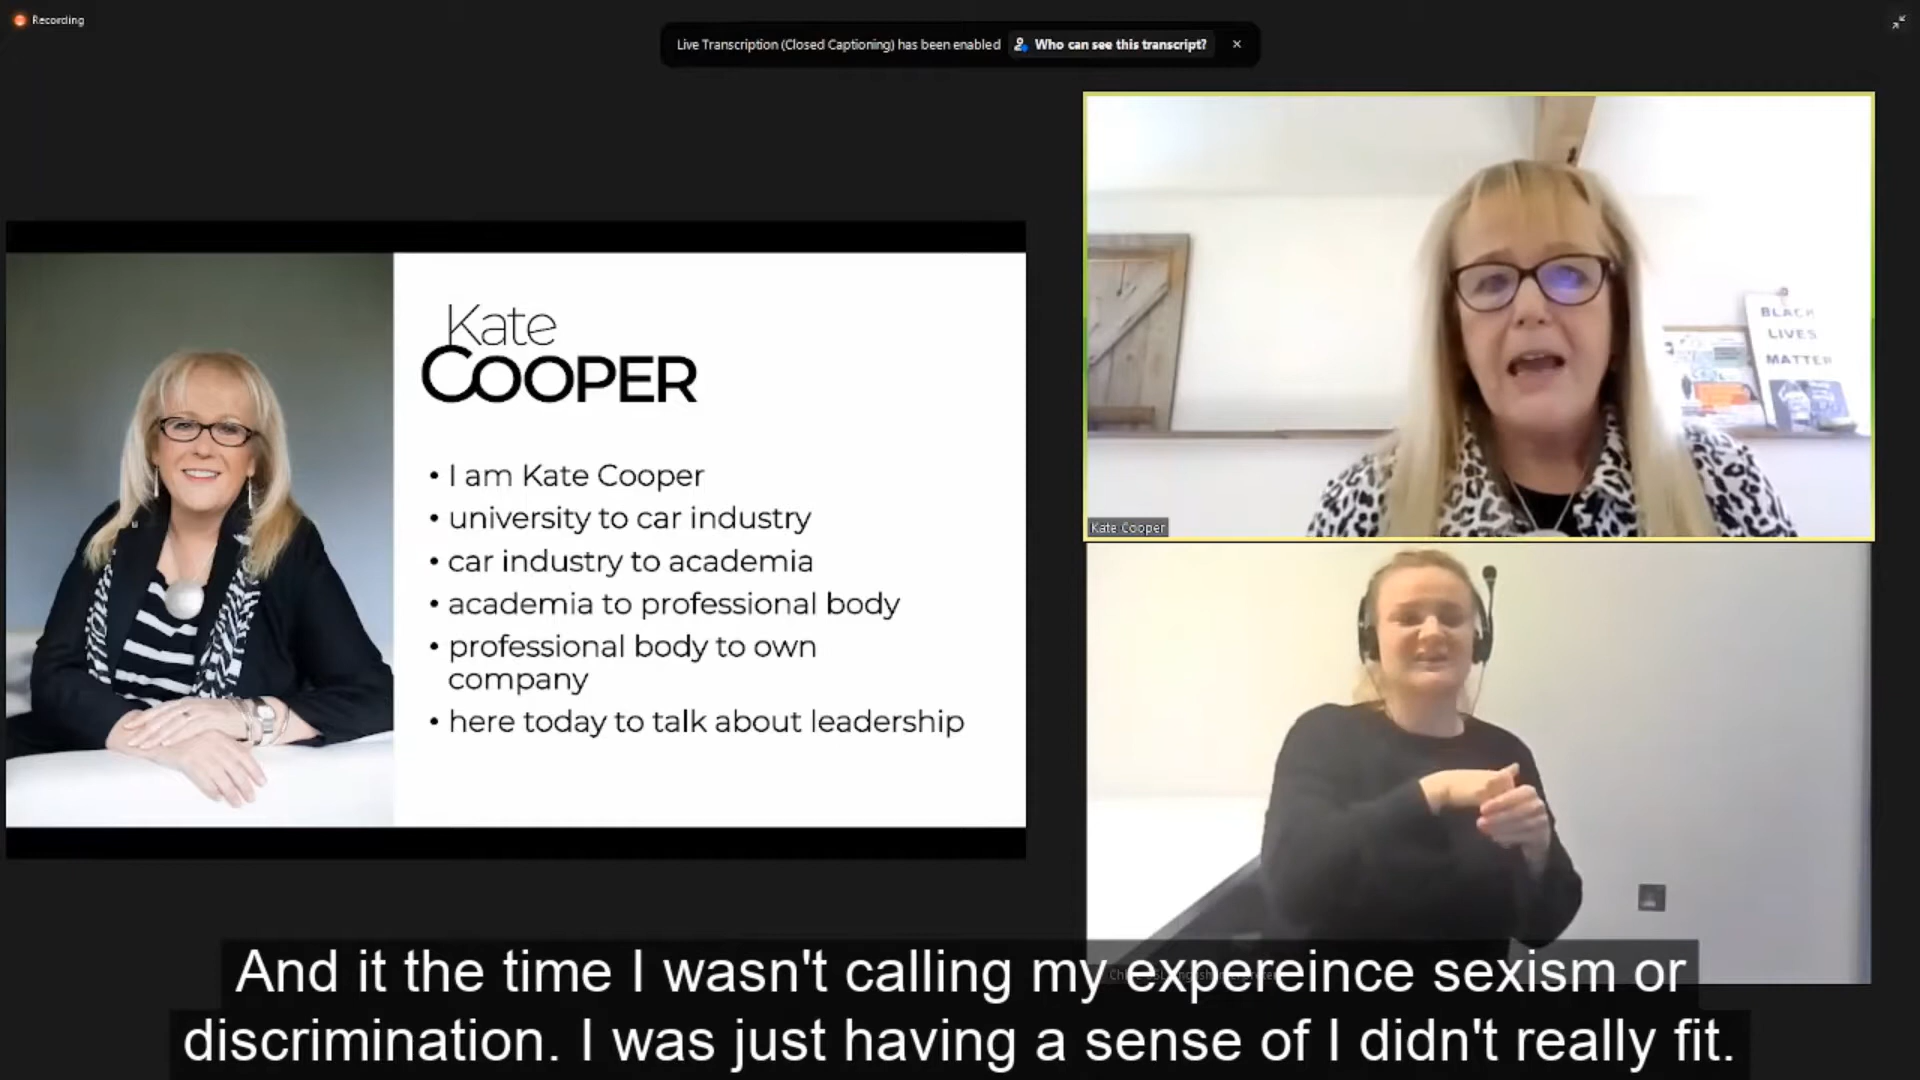 Recording
Live Transcription (Closed Captioning) has been enabled
Who can see this transcript?
Kate
COOPER
• I am Kate Cooper
• university to car industry
• car industry to academia
• academia to professional body
• professional body to own
company
• here today to talk about leadership
BLACK
LIVES
MATTER
Kate Cooper
And it the time I wasn't calling my expereince sexism or
discrimination. I was just having a sense of I didn't really fit.